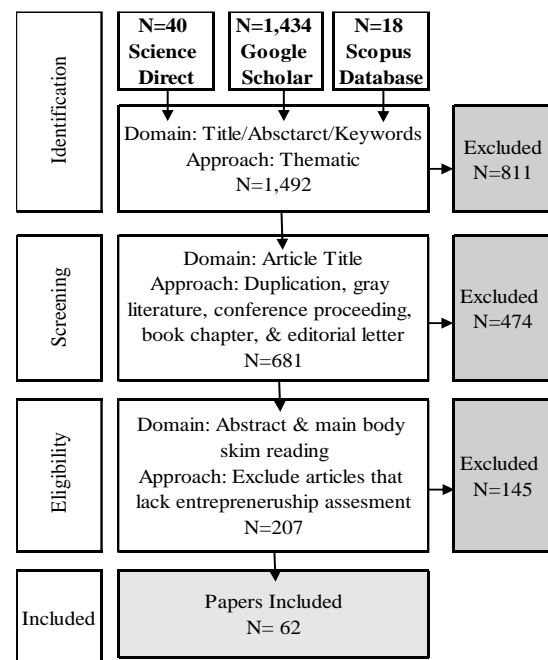 N=40
Science
Direct
N=1,434
Google
Scholar
N=18
Scopus
Database
Identification
Domain: Title/Absctarct/Keywords
Approach: Thematic
N=1,492
Excluded
N=811
Screening
Domain: Article Title
Approach: Duplication, gray
literature, conference proceeding,
book chapter, & editorial letter
N=681
Excluded
N=474
Eligibility
Domain: Abstract & main body
skim reading
Approach: Exclude articles that
lack entrepreneruship assesment
N=207
Excluded
N=145
Included
Papers Included
N= 62